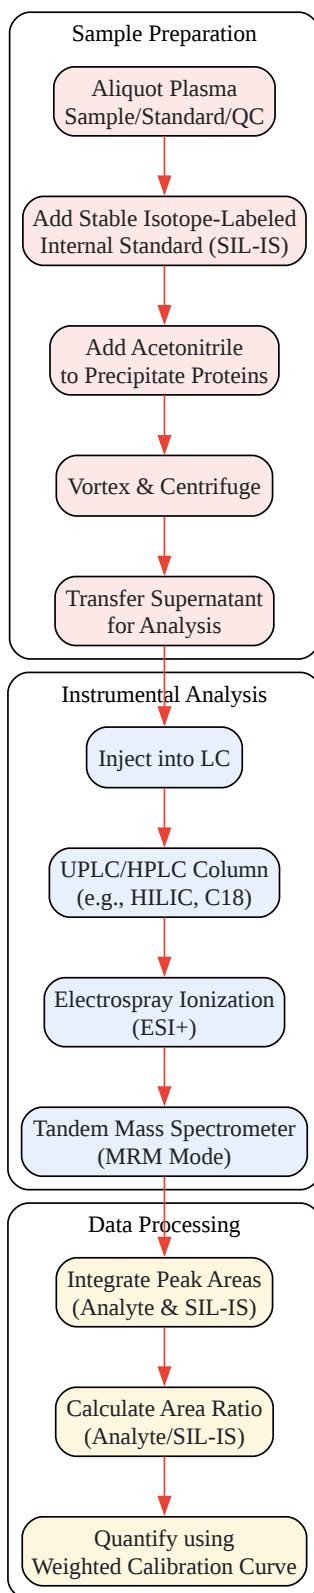 Sample Preparation
Aliquot Plasma
Sample/Standard/QC
Add Stable Isotope-Labeled
Internal Standard (SIL-IS)
Add Acetonitrile
to Precipitate Proteins
Vortex & Centrifuge
Transfer Supernatant
for Analysis
Instrumental Analysis
Inject into LC
UPLC/HPLC Column
(e.g., HILIC, C18)
Electrospray Ionization
(ESI+)
Tandem Mass Spectrometer
(MRM Mode)
Data Processing
Integrate Peak Areas
(Analyte & SIL-IS)
Calculate Area Ratio
(Analyte/SIL-IS)
Quantify using
Weighted Calibration Curve